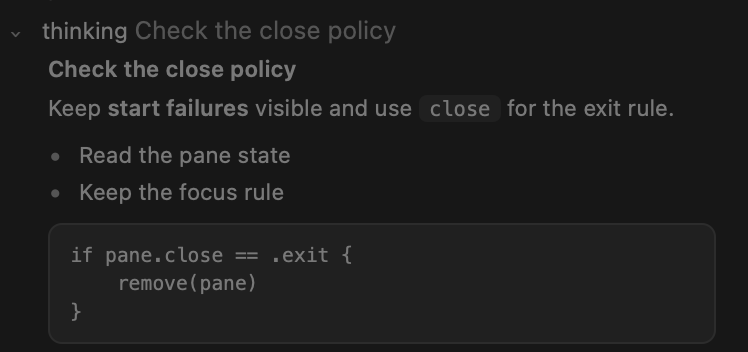 thinking Check the close policy
Check the close policy
Keep start failures visible and use close for the exit rule.
• Read the pane state
• Keep the focus rule
if pane.close == .exit {
    remove(pane)
}